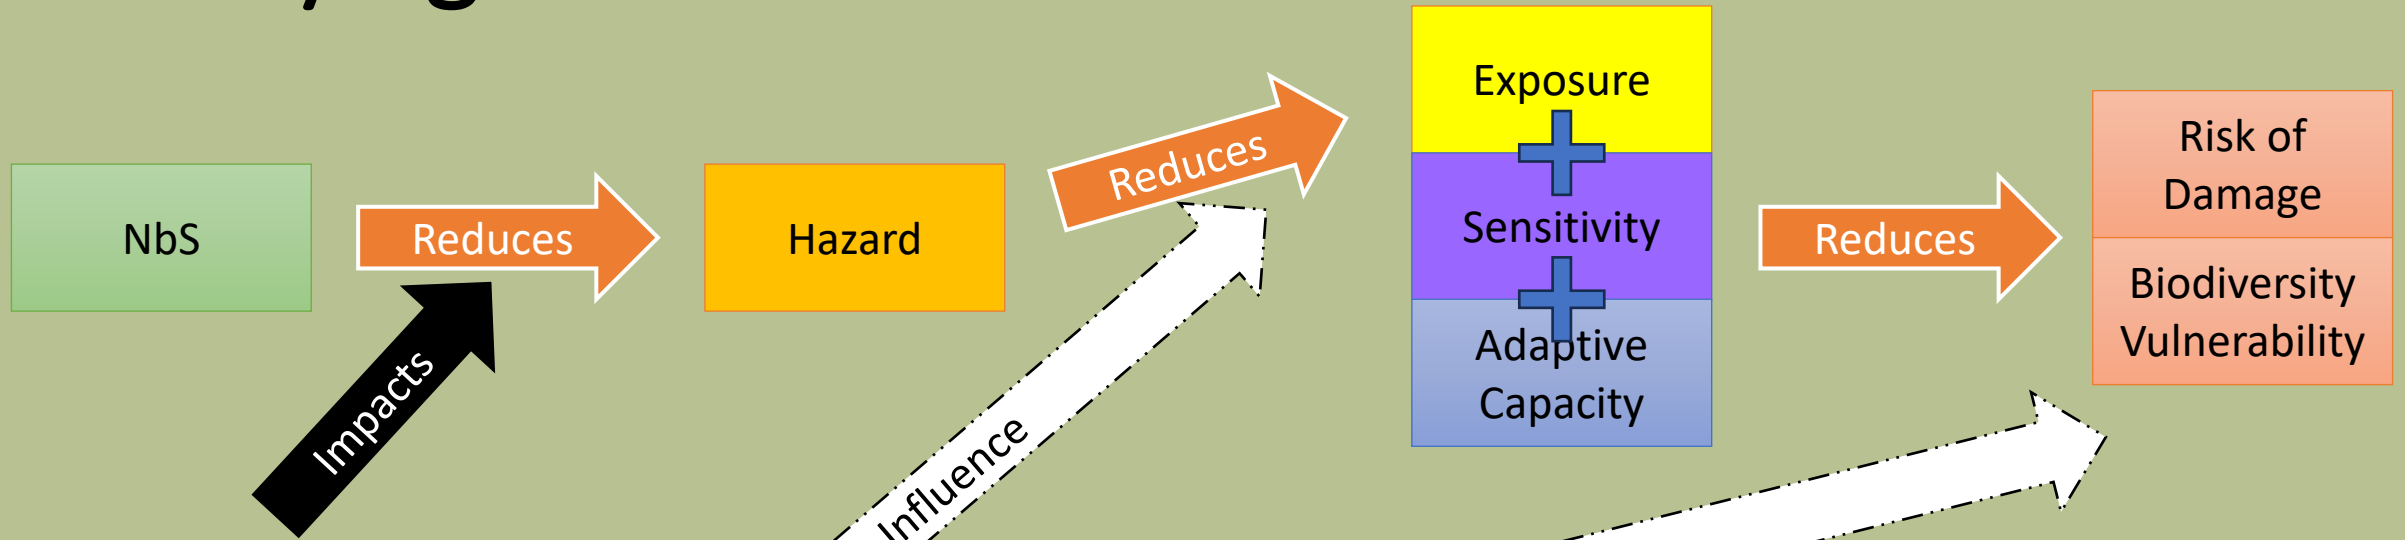 NbS
Reduces
Hazard
Reduces
Exposure
Sensitivity
Adaptive
Capacity
Reduces
Risk of
Damage
Biodiversity
Vulnerability
Impacts
Influence